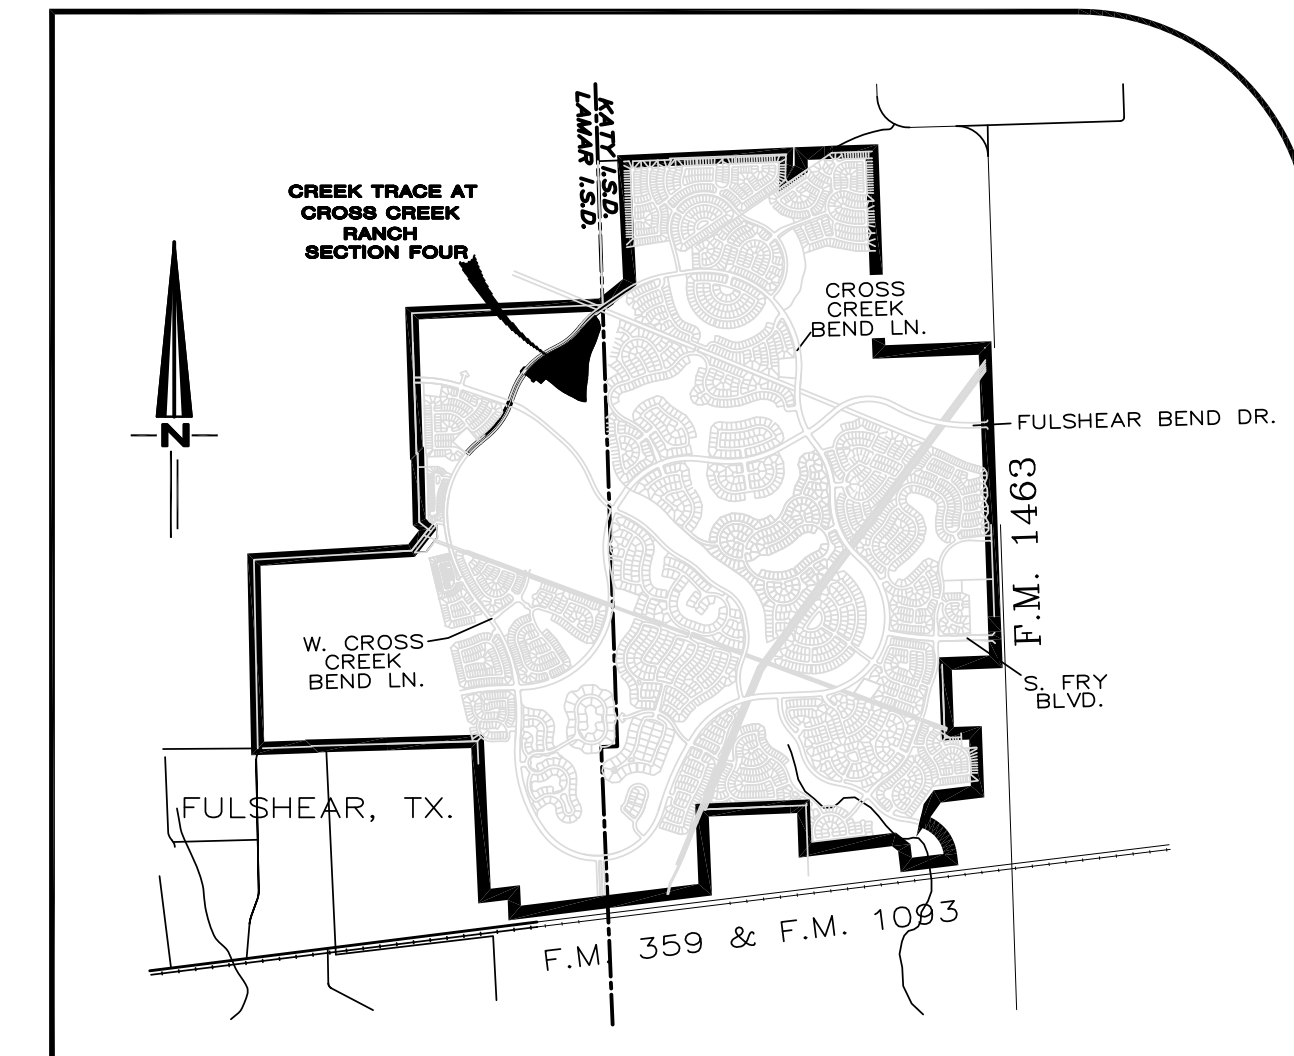 KATY I.S.D.
LAMAR I.S.D.
CREEK TRACE AT
CROSS CREEK
RANCH
SECTION FOUR
CROSS
CREEK
BEND LN.
N
FULSHEAR BEND DR.
F.M. 1463
W. CROSS
CREEK
BEND LN.
S. FRY
BLVD.
FULSHEAR, TX.
F.M. 359 & F.M. 1093